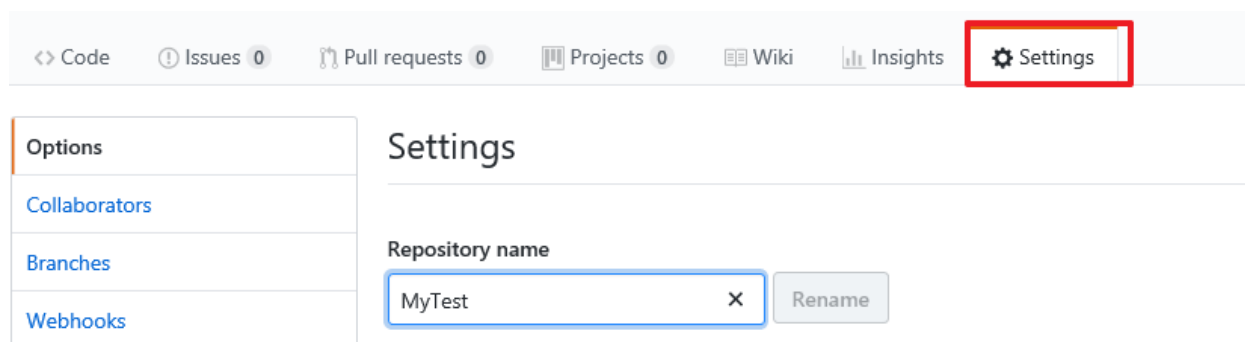 <> Code Issues 0 Pull requests 0 Projects 0 Wiki Insights Settings
Options
Settings
Collaborators
Branches
Repository name
MyTest × Rename
Webhooks